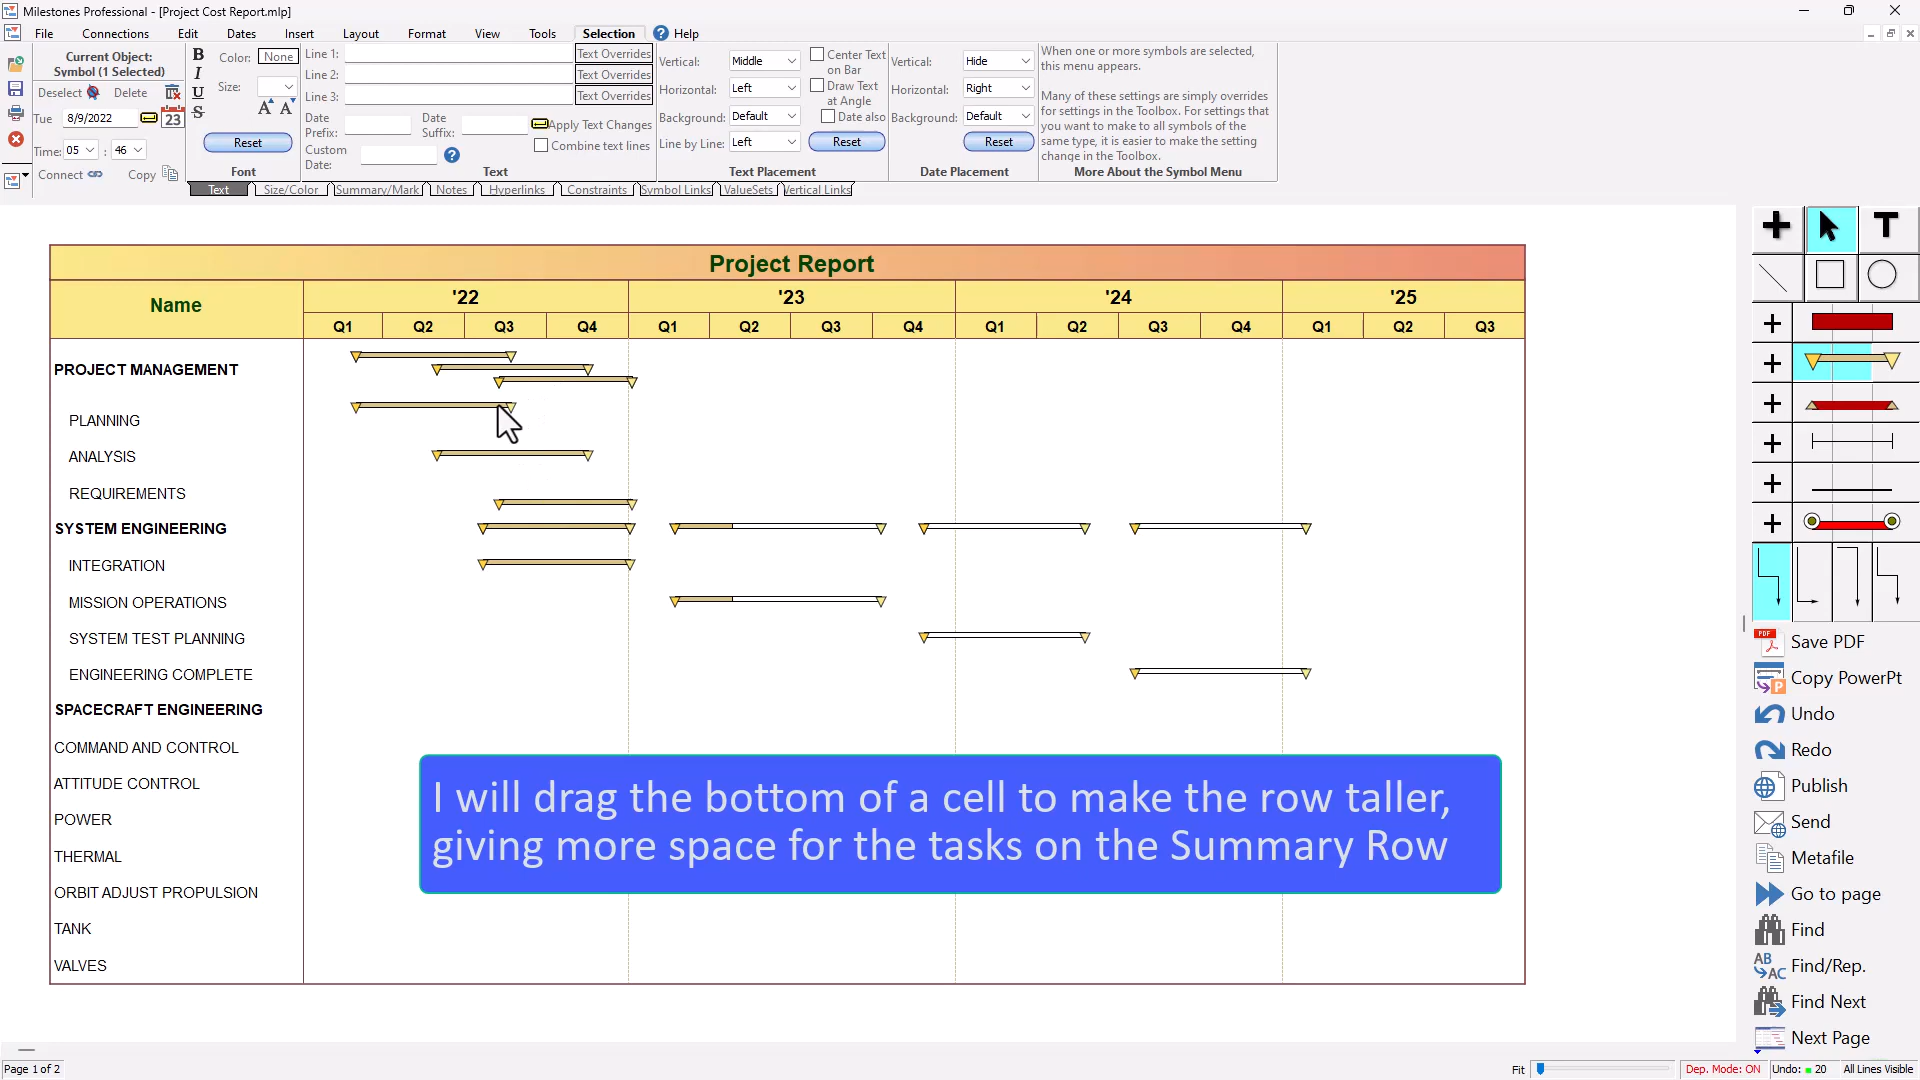 Milestones Professional - [Project Cost Report.mlp]
File Connections Edit Dates Insert Layout Format View Tools Selection Help
Current Object:
Symbol (1 Selected)
Deselect Delete
Tue 8/9/2022 23
Time: 05 : 46
Connect Copy
B
I
U
S
Color: None
Size:
A A
Reset
Font
Line 1: Text Overrides
Line 2: Text Overrides
Line 3: Text Overrides
Date Prefix: Date Suffix: Apply Text Changes
Custom Date: Combine text lines
Text
Vertical: Middle
Horizontal: Left
Background: Default
Line by Line: Left
Center Text on Bar
Draw Text at Angle
Date also
Reset
Text Placement
Vertical: Hide
Horizontal: Right
Background: Default
Reset
Date Placement
When one or more symbols are selected,
this menu appears.
Many of these settings are simply overrides
for settings in the Toolbox. For settings that
you want to make to all symbols of the
same type, it is easier to make the setting
change in the Toolbox.
More About the Symbol Menu
Text Size/Color Summary/Mark Notes Hyperlinks Constraints Symbol Links ValueSets Vertical Links
Project Report
Name '22 '23 '24 '25
Q1 Q2 Q3 Q4 Q1 Q2 Q3 Q4 Q1 Q2 Q3 Q4 Q1 Q2 Q3
PROJECT MANAGEMENT
PLANNING
ANALYSIS
REQUIREMENTS
SYSTEM ENGINEERING
INTEGRATION
MISSION OPERATIONS
SYSTEM TEST PLANNING
ENGINEERING COMPLETE
SPACECRAFT ENGINEERING
COMMAND AND CONTROL
ATTITUDE CONTROL
POWER
THERMAL
ORBIT ADJUST PROPULSION
TANK
VALVES
I will drag the bottom of a cell to make the row taller,
giving more space for the tasks on the Summary Row
T
PDF Save PDF
P Copy PowerPt
Undo
Redo
Publish
Send
Metafile
Go to page
Find
AB AC Find/Rep.
Find Next
Next Page
Page 1 of 2 Fit Dep. Mode: ON Undo: 20 All Lines Visible